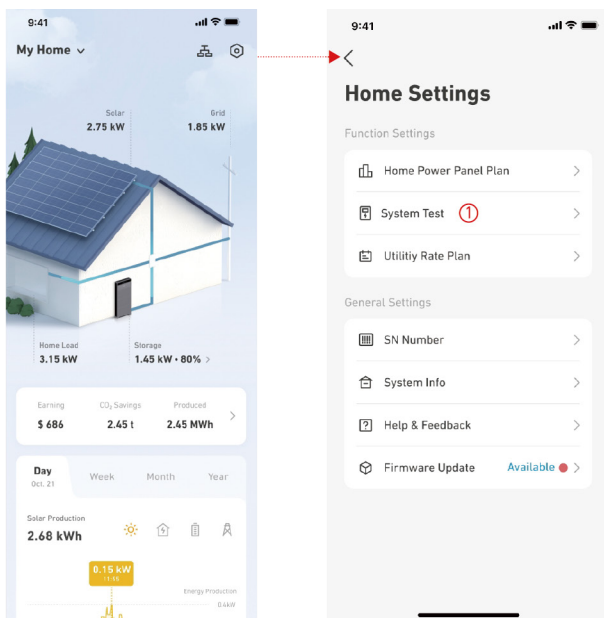 9:41
My Home
Solar
2.75 kW
Grid
1.85 kW
Home Load
3.15 kW
Storage
1.45 kW · 80% >
Earning
$ 686
CO₂ Savings
2.45 t
Produced
2.45 MWh
Day
Oct. 21
Week
Month
Year
Solar Production
2.68 kWh
0.15 kW
11:45
Energy Production
0.4kW
9:41
Home Settings
Function Settings
Home Power Panel Plan
System Test ①
Utilitiy Rate Plan
General Settings
SN Number
System Info
Help & Feedback
Firmware Update Available